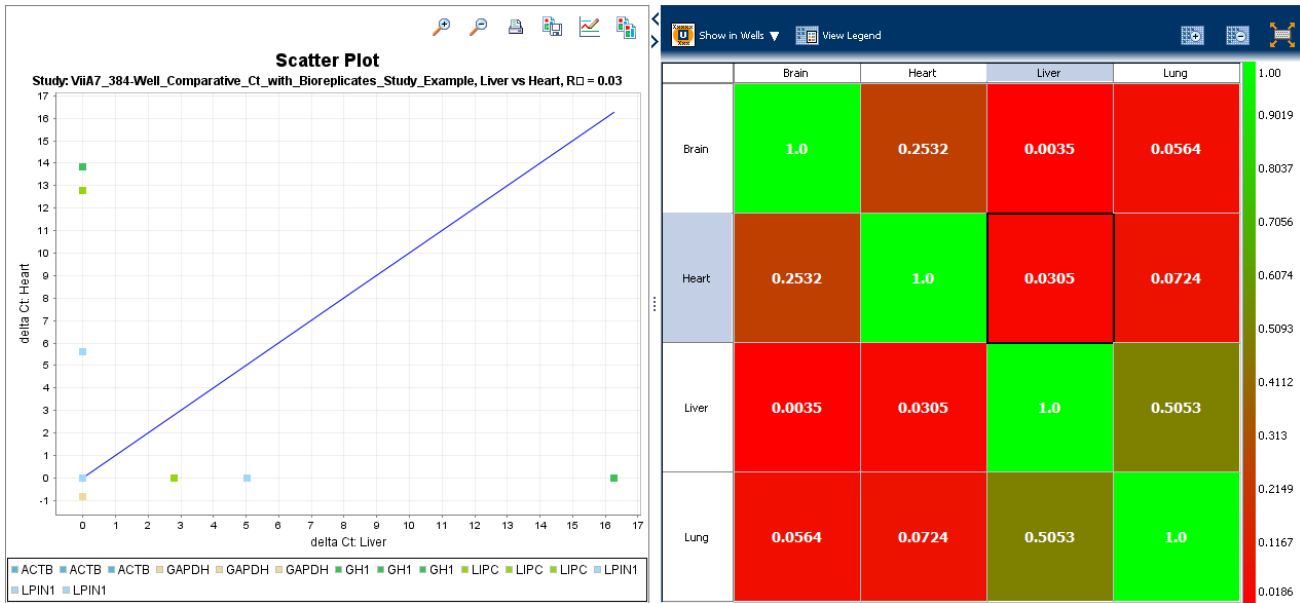 Scatter Plot
Study: ViiA7_384-Well_Comparative_Ct_with_Bioreplicates_Study_Example, Liver vs Heart, R□ = 0.03
17
16
15
14
13
12
11
10
9
8
7
6
5
4
3
2
1
0
-1
delta Ct: Heart
0 1 2 3 4 5 6 7 8 9 10 11 12 13 14 15 16 17
delta Ct: Liver
ACTB ACTB ACTB GAPDH GAPDH GAPDH GH1 GH1 GH1 LIPC LIPC LIPC LPIN1
LPIN1 LPIN1
U Show in Wells ▼ View Legend
Brain Heart Liver Lung
Brain 1.0 0.2532 0.0035 0.0564
Heart 0.2532 1.0 0.0305 0.0724
Liver 0.0035 0.0305 1.0 0.5053
Lung 0.0564 0.0724 0.5053 1.0
1.00
0.9019
0.8037
0.7056
0.6074
0.5093
0.4112
0.313
0.2149
0.1167
0.0186